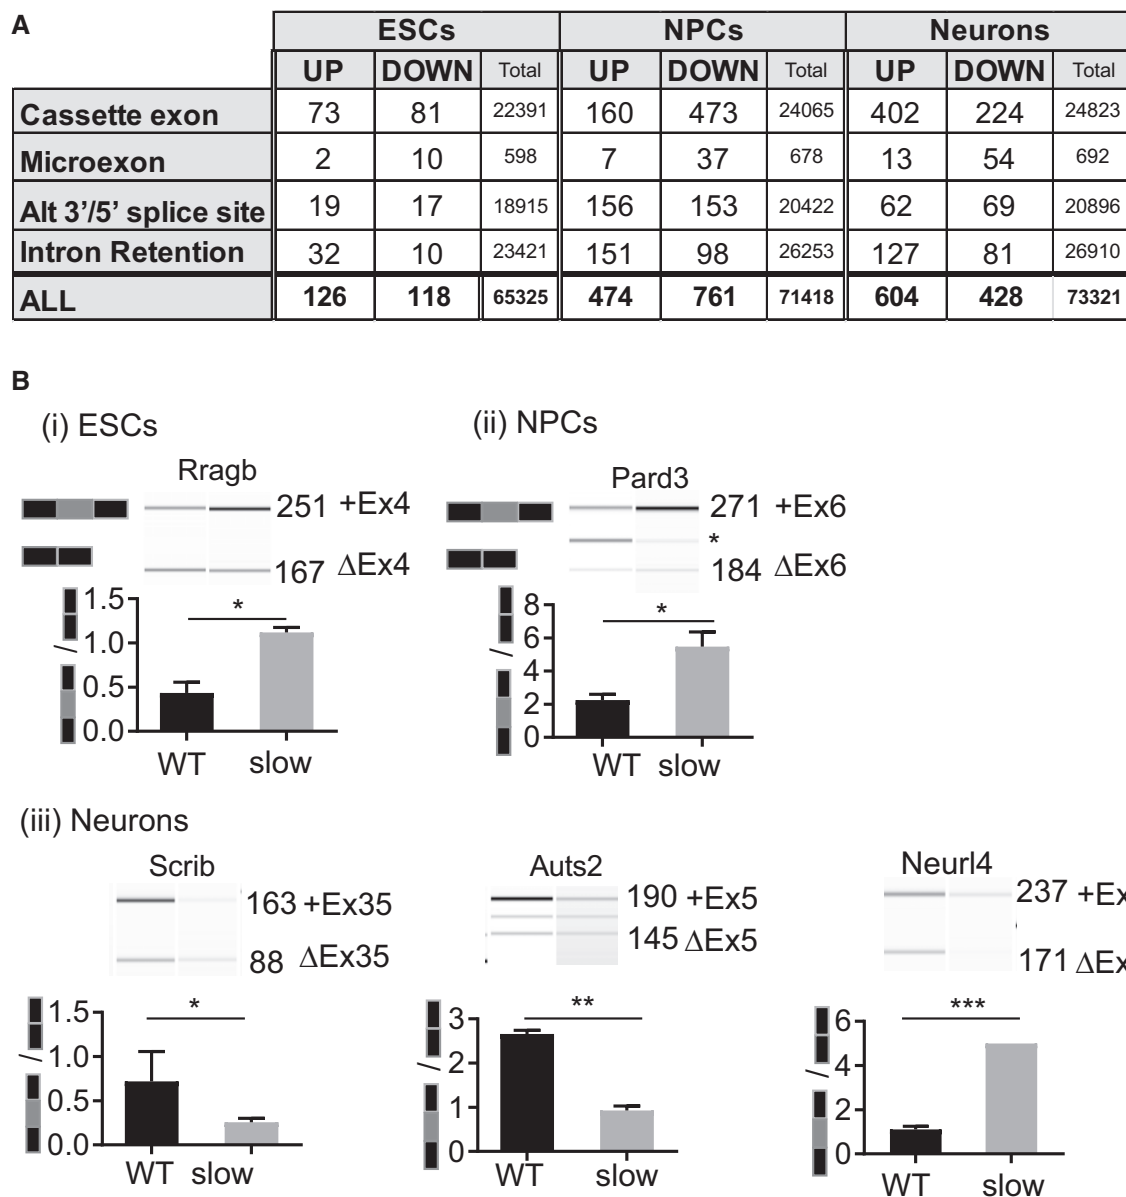 A
ESCs NPCs Neurons
UP DOWN Total UP DOWN Total UP DOWN Total
Cassette exon 73 81 22391 160 473 24065 402 224 24823
Microexon 2 10 598 7 37 678 13 54 692
Alt 3'/5' splice site 19 17 18915 156 153 20422 62 69 20896
Intron Retention 32 10 23421 151 98 26253 127 81 26910
ALL 126 118 65325 474 761 71418 604 428 73321
B
(i) ESCs
Rragb
251 +Ex4
167 ΔEx4
/
1.5
1.0
0.5
0.0
*
WT slow
(ii) NPCs
Pard3
271 +Ex6
*
184 ΔEx6
/
8
6
4
2
0
*
WT slow
(iii) Neurons
Scrib
163 +Ex35
88 ΔEx35
/
1.5
1.0
0.5
0.0
*
WT slow
Auts2
190 +Ex5
145 ΔEx5
/
3
2
1
0
**
WT slow
Neurl4
237 +Ex
171 ΔEx
/
6
4
2
0
***
WT slow